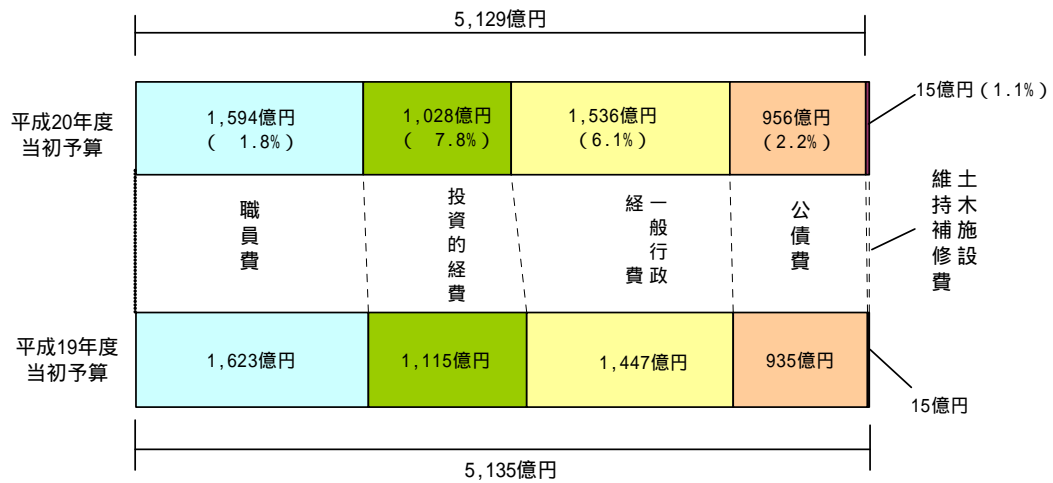 5,129億円
平成20年度
当初予算
1,594億円
(　1.8%)
1,028億円
(　7.8%)
1,536億円
(6.1%)
956億円
(2.2%)
15億円(1.1%)
職員費
投資的経費
一般行政
経費
公債費
土木施設
維持補修費
平成19年度
当初予算
1,623億円
1,115億円
1,447億円
935億円
15億円
5,135億円